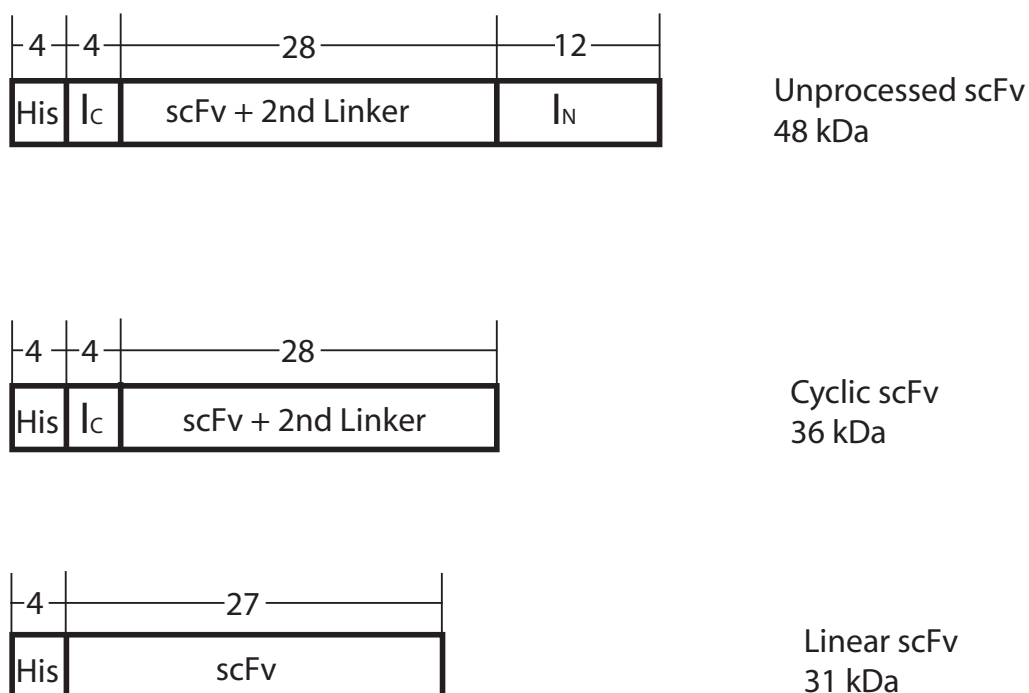 4 4 28 12
His IC scFv + 2nd Linker IN
Unprocessed scFv
48 kDa
4 4 28
His IC scFv + 2nd Linker
Cyclic scFv
36 kDa
4 27
His scFv
Linear scFv
31 kDa